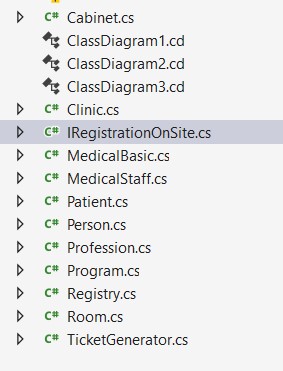 C# Cabinet.cs
ClassDiagram1.cd
ClassDiagram2.cd
ClassDiagram3.cd
C# Clinic.cs
C# IRegistrationOnSite.cs
C# MedicalBasic.cs
C# MedicalStaff.cs
C# Patient.cs
C# Person.cs
C# Profession.cs
C# Program.cs
C# Registry.cs
C# Room.cs
C# TicketGenerator.cs